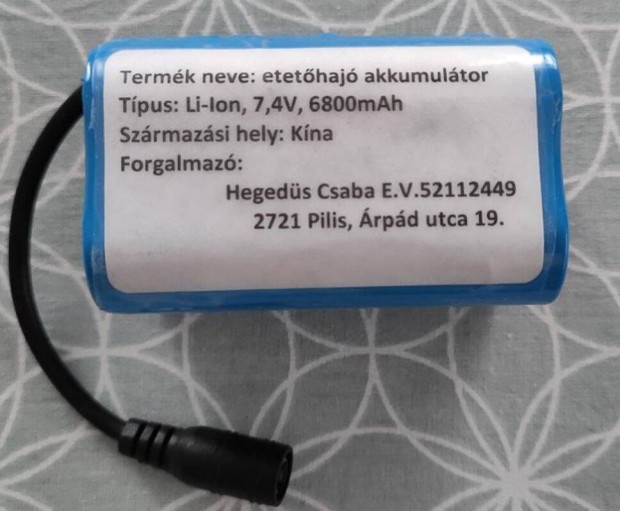 Termék neve: etetőhajó akkumulátor
Típus: Li-Ion, 7,4V, 6800mAh
Származási hely: Kína
Forgalmazó:
Hegedüs Csaba E.V.52112449
2721 Pilis, Árpád utca 19.